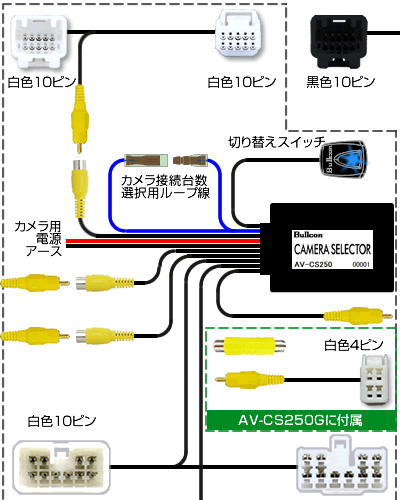 白色10ピン
白色10ピン
黒色10ピン
切り替えスイッチ
Bullcon
カメラ接続台数
選択用ループ線
カメラ用
電源
アース
Bullcon
CAMERA SELECTOR
AV-CS250 00001
白色4ピン
AV-CS250Gに付属
白色10ピン